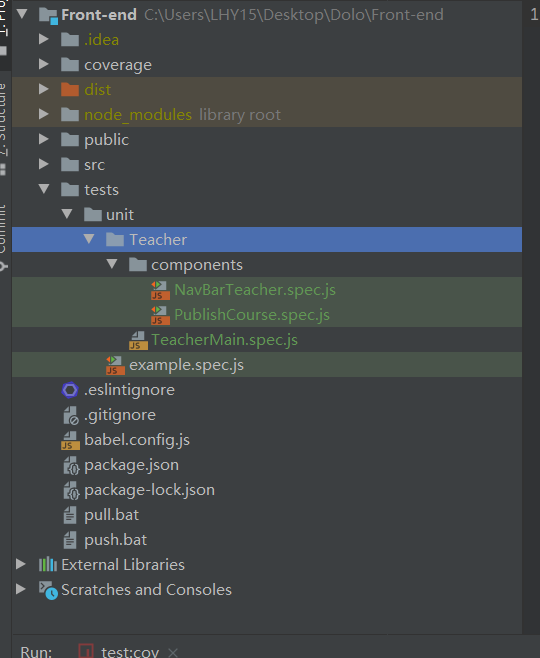 Front-end C:\Users\LHY15\Desktop\Dolo\Front-end 1
.idea
coverage
dist
node_modules library root
public
src
tests
unit
Teacher
components
NavBarTeacher.spec.js
PublishCourse.spec.js
TeacherMain.spec.js
example.spec.js
.eslintignore
.gitignore
babel.config.js
package.json
package-lock.json
pull.bat
push.bat
External Libraries
Scratches and Consoles
Run: test:cov
Z: Structure
Commit